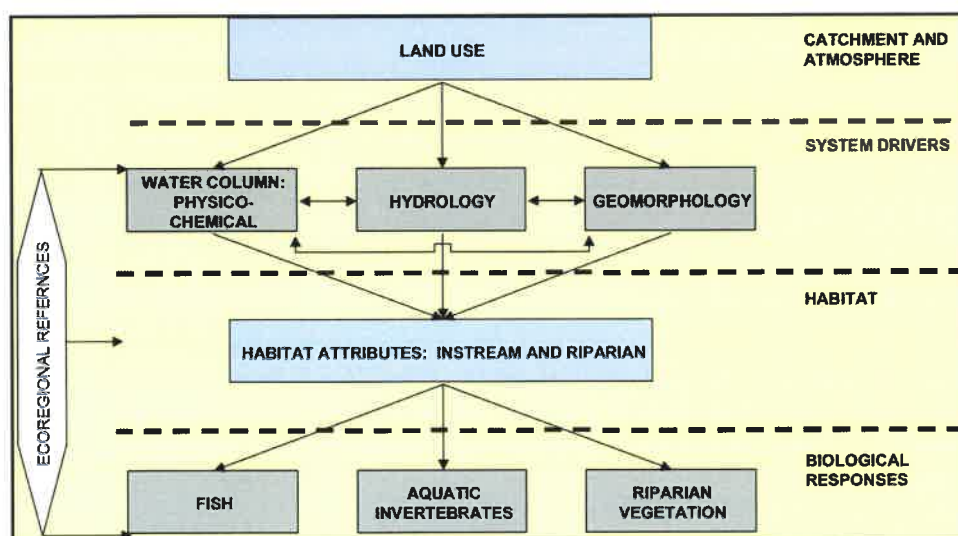 LAND USE
CATCHMENT AND
ATMOSPHERE
SYSTEM DRIVERS
WATER COLUMN:
PHYSICO-
CHEMICAL
HYDROLOGY
GEOMORPHOLOGY
HABITAT
HABITAT ATTRIBUTES: INSTREAM AND RIPARIAN
ECOREGIONAL REFERNCES
BIOLOGICAL
RESPONSES
FISH
AQUATIC
INVERTEBRATES
RIPARIAN
VEGETATION